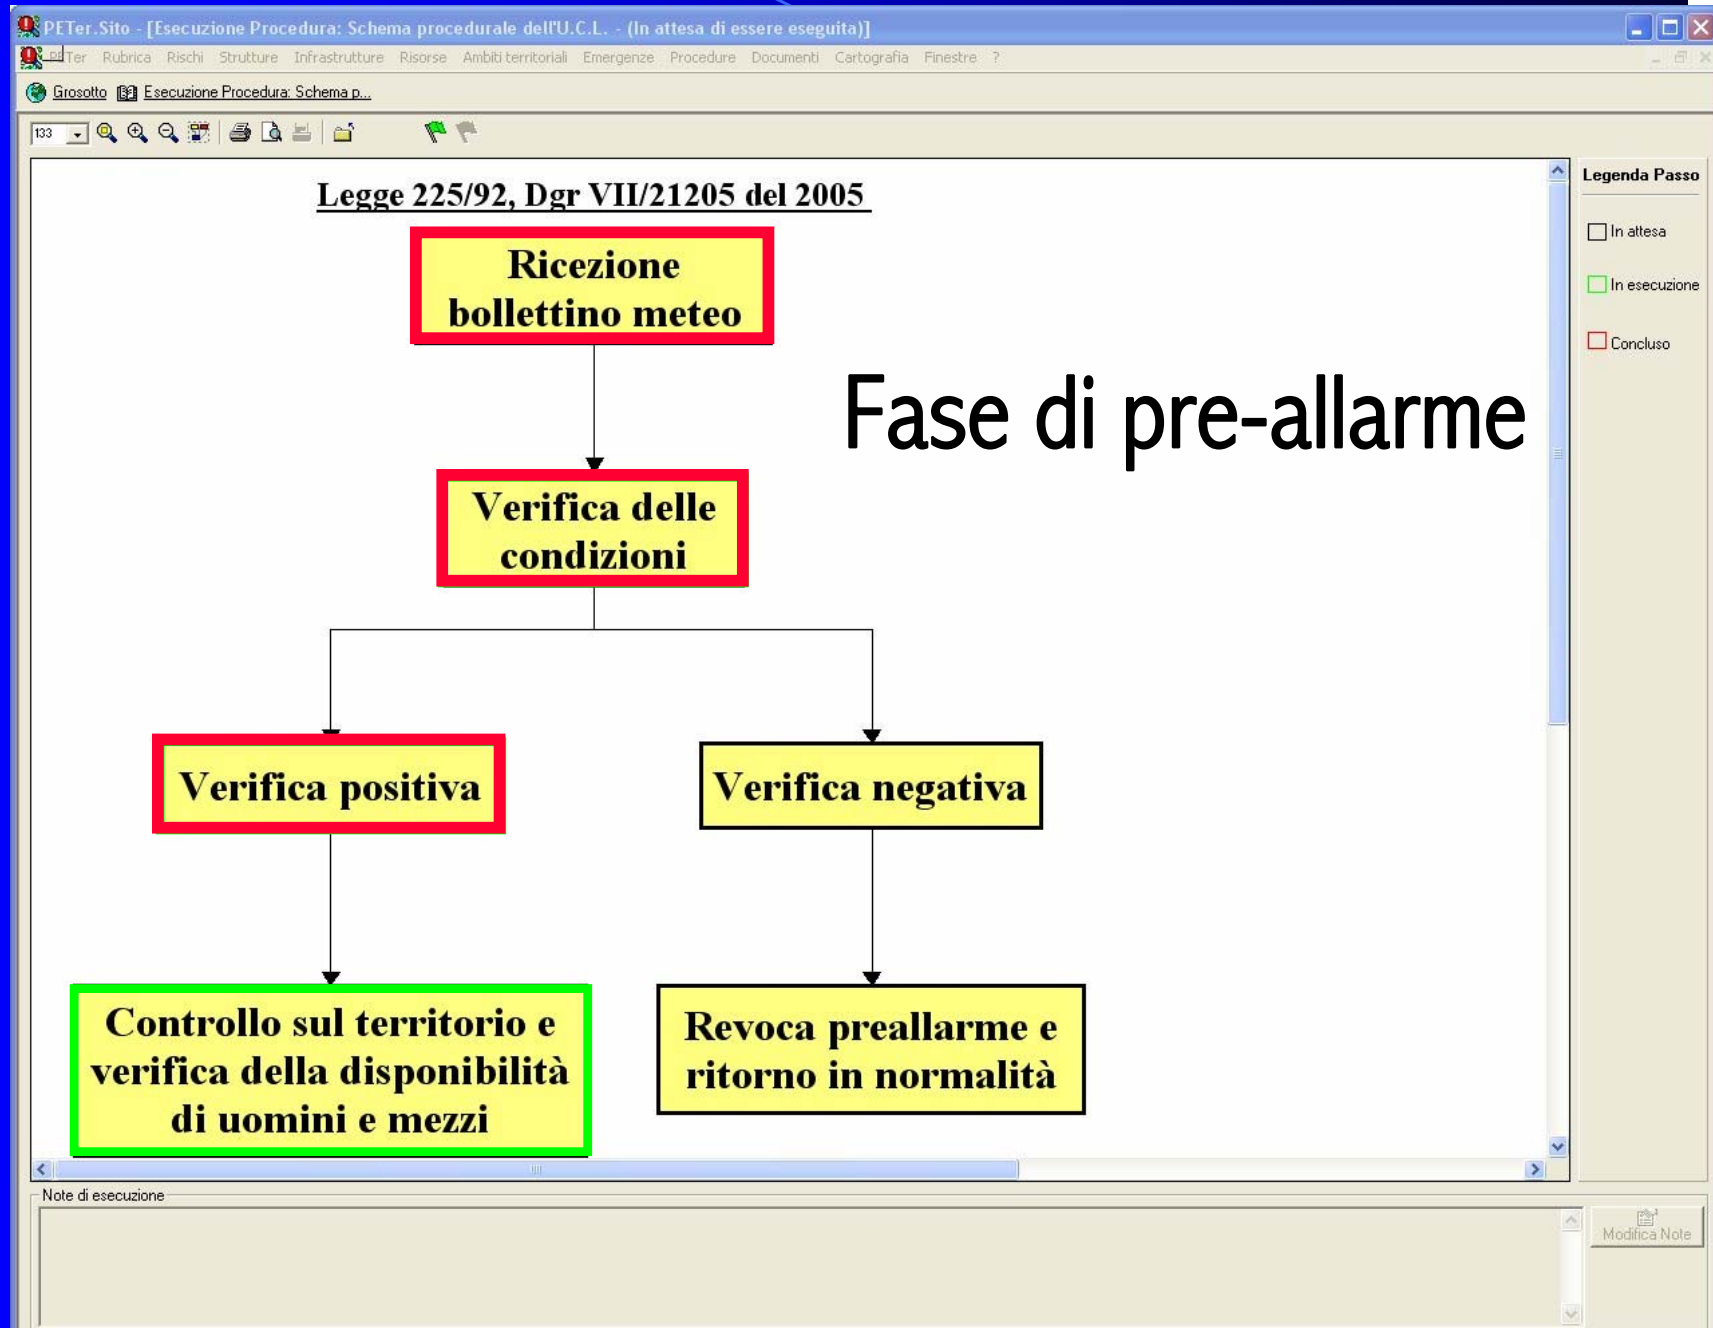 PETer.Sito - [Esecuzione Procedura: Schema procedurale dell'U.C.L. - (In attesa di essere eseguita)]
PETer Rubrica Rischi Strutture Infrastrutture Risorse Ambiti territoriali Emergenze Procedure Documenti Cartografia Finestre ?
Grosotto Esecuzione Procedura: Schema p...
133
Legge 225/92, Dgr VII/21205 del 2005
Legenda Passo
In attesa
In esecuzione
Concluso
Ricezione
bollettino meteo
Fase di pre-allarme
Verifica delle
condizioni
Verifica positiva
Verifica negativa
Controllo sul territorio e
verifica della disponibilità
di uomini e mezzi
Revoca preallarme e
ritorno in normalità
Note di esecuzione
Modifica Note